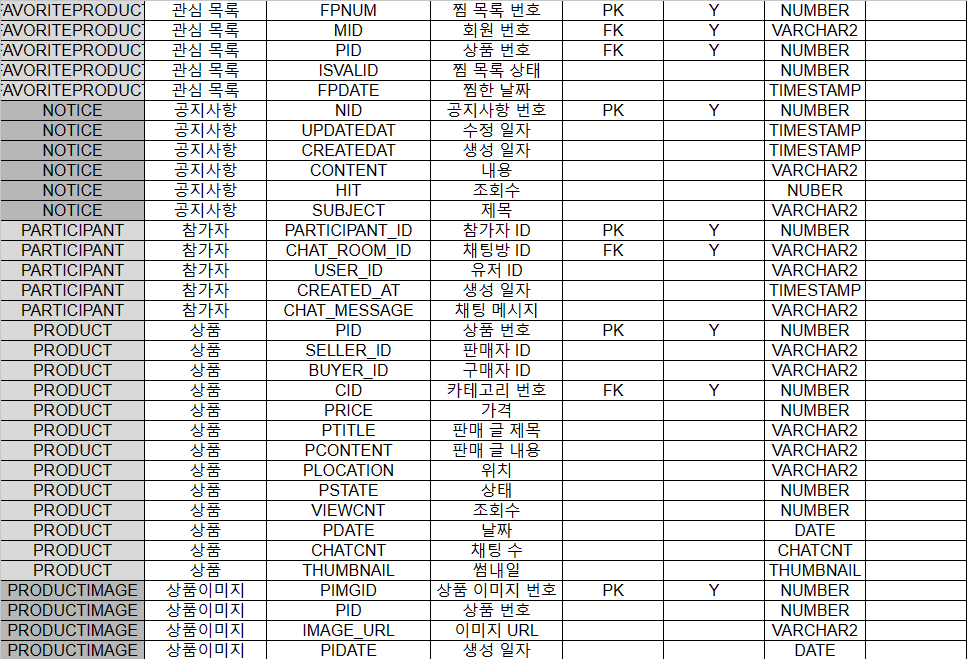 FAVORITEPRODUCT 관심 목록 FPNUM 찜 목록 번호 PK Y NUMBER
FAVORITEPRODUCT 관심 목록 MID 회원 번호 FK Y VARCHAR2
FAVORITEPRODUCT 관심 목록 PID 상품 번호 FK Y NUMBER
FAVORITEPRODUCT 관심 목록 ISVALID 찜 목록 상태 NUMBER
FAVORITEPRODUCT 관심 목록 FPDATE 찜한 날짜 TIMESTAMP
NOTICE 공지사항 NID 공지사항 번호 PK Y NUMBER
NOTICE 공지사항 UPDATEDAT 수정 일자 TIMESTAMP
NOTICE 공지사항 CREATEDAT 생성 일자 TIMESTAMP
NOTICE 공지사항 CONTENT 내용 VARCHAR2
NOTICE 공지사항 HIT 조회수 NUBER
NOTICE 공지사항 SUBJECT 제목 VARCHAR2
PARTICIPANT 참가자 PARTICIPANT_ID 참가자 ID PK Y NUMBER
PARTICIPANT 참가자 CHAT_ROOM_ID 채팅방 ID FK Y VARCHAR2
PARTICIPANT 참가자 USER_ID 유저 ID VARCHAR2
PARTICIPANT 참가자 CREATED_AT 생성 일자 TIMESTAMP
PARTICIPANT 참가자 CHAT_MESSAGE 채팅 메시지 VARCHAR2
PRODUCT 상품 PID 상품 번호 PK Y NUMBER
PRODUCT 상품 SELLER_ID 판매자 ID VARCHAR2
PRODUCT 상품 BUYER_ID 구매자 ID VARCHAR2
PRODUCT 상품 CID 카테고리 번호 FK Y NUMBER
PRODUCT 상품 PRICE 가격 NUMBER
PRODUCT 상품 PTITLE 판매 글 제목 VARCHAR2
PRODUCT 상품 PCONTENT 판매 글 내용 VARCHAR2
PRODUCT 상품 PLOCATION 위치 VARCHAR2
PRODUCT 상품 PSTATE 상태 NUMBER
PRODUCT 상품 VIEWCNT 조회수 NUMBER
PRODUCT 상품 PDATE 날짜 DATE
PRODUCT 상품 CHATCNT 채팅 수 CHATCNT
PRODUCT 상품 THUMBNAIL 썸내일 THUMBNAIL
PRODUCTIMAGE 상품이미지 PIMGID 상품 이미지 번호 PK Y NUMBER
PRODUCTIMAGE 상품이미지 PID 상품 번호 NUMBER
PRODUCTIMAGE 상품이미지 IMAGE_URL 이미지 URL VARCHAR2
PRODUCTIMAGE 상품이미지 PIDATE 생성 일자 DATE